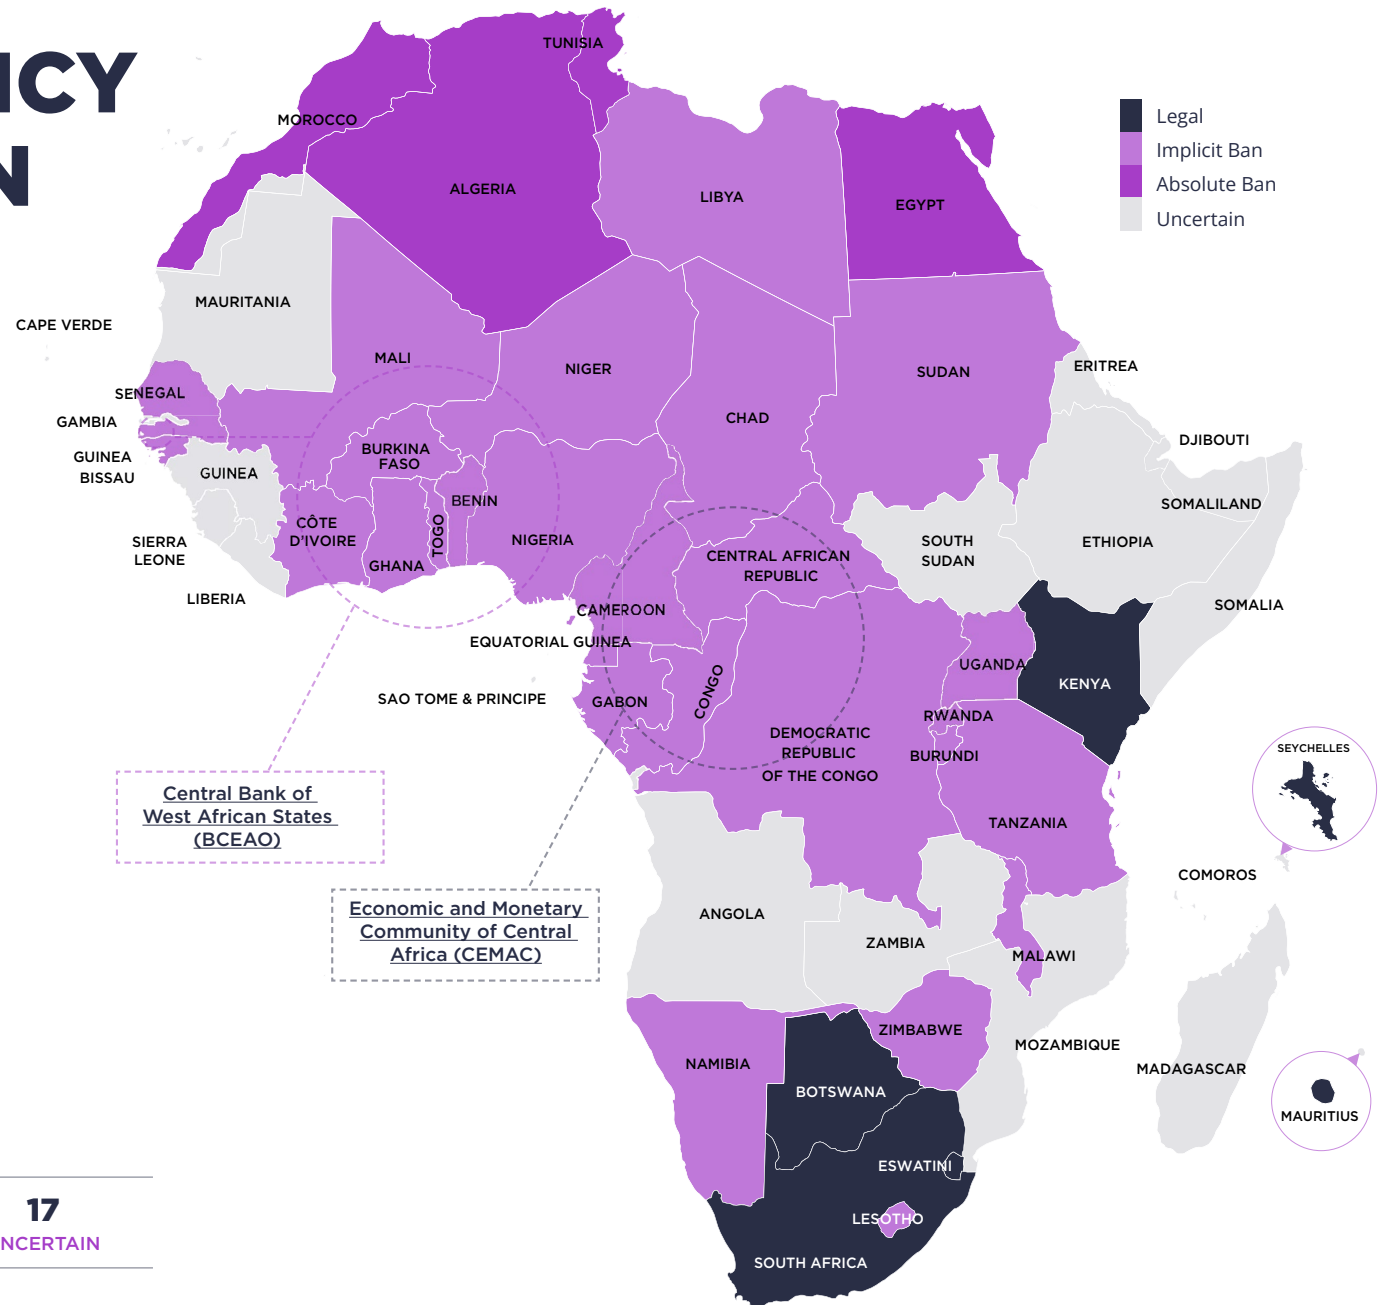 ICY
N
Legal
Implicit Ban
Absolute Ban
Uncertain
TUNISIA
MOROCCO
ALGERIA
LIBYA
EGYPT
MAURITANIA
CAPE VERDE
MALI
NIGER
CHAD
SUDAN
ERITREA
SENEGAL
GAMBIA
GUINEA
BISSAU
GUINEA
BURKINA
FASO
BENIN
DJIBOUTI
SOMALILAND
CÔTE
D'IVOIRE
GHANA
TOGO
NIGERIA
SIERRA
LEONE
LIBERIA
CENTRAL AFRICAN
REPUBLIC
SOUTH
SUDAN
ETHIOPIA
SOMALIA
CAMEROON
EQUATORIAL GUINEA
SAO TOME & PRINCIPE
GABON
CONGO
UGANDA
KENYA
RWANDA
BURUNDI
DEMOCRATIC
REPUBLIC
OF THE CONGO
TANZANIA
SEYCHELLES
COMOROS
Central Bank of
West African States
(BCEAO)
Economic and Monetary
Community of Central
Africa (CEMAC)
ANGOLA
ZAMBIA
MALAWI
ZIMBABWE
MOZAMBIQUE
MADAGASCAR
MAURITIUS
NAMIBIA
BOTSWANA
ESWATINI
LESOTHO
SOUTH AFRICA
17
NCERTAIN